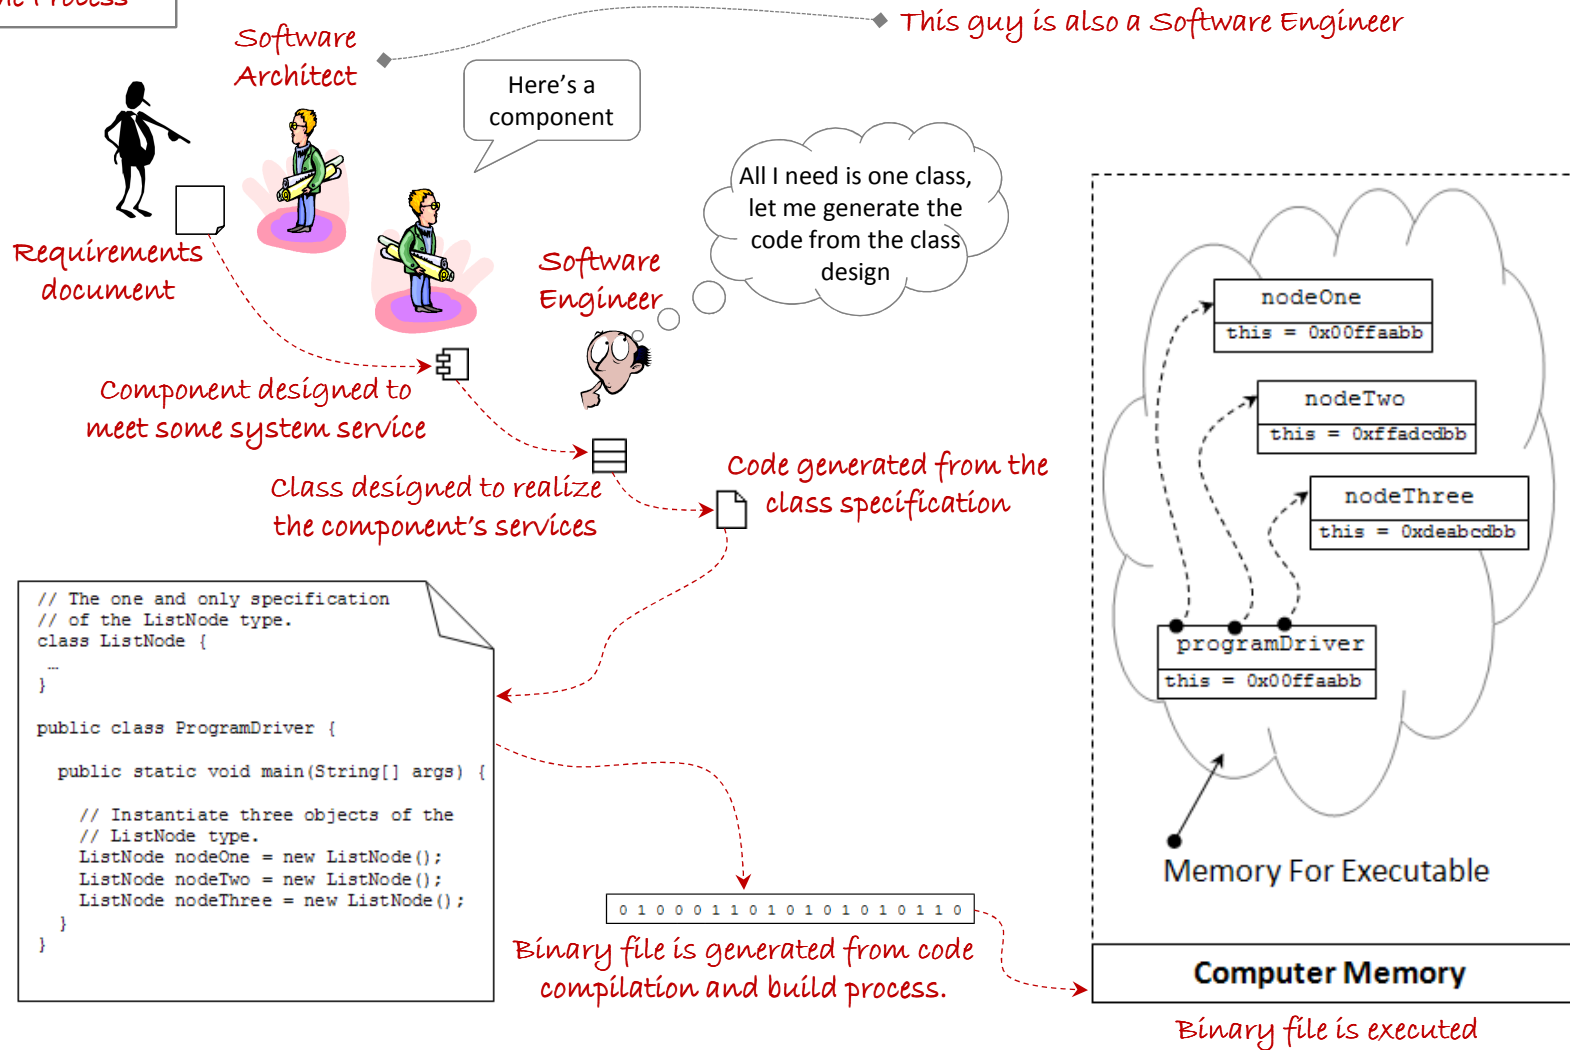 Process
This guy is also a Software Engineer
Software
Architect
Here's a
component
All I need is one class,
let me generate the
code from the class
design
Requirements
document
Software
Engineer
Component designed to
meet some system service
Class designed to realize
the component's services
Code generated from the
class specification
// The one and only specification
// of the ListNode type.
class ListNode {
…
}
public class ProgramDriver {
public static void main(String[] args) {
// Instantiate three objects of the
// ListNode type.
ListNode nodeOne = new ListNode();
ListNode nodeTwo = new ListNode();
ListNode nodeThree = new ListNode();
}
}
0 1 0 0 0 1 1 0 1 0 1 0 1 0 1 0 1 1 0
Binary file is generated from code
compilation and build process.
nodeOne
this = 0x00ffaabb
nodeTwo
this = 0xffadcdbb
nodeThree
this = 0xdeabcdbb
programDriver
this = 0x00ffaabb
Memory For Executable
Computer Memory
Binary file is executed